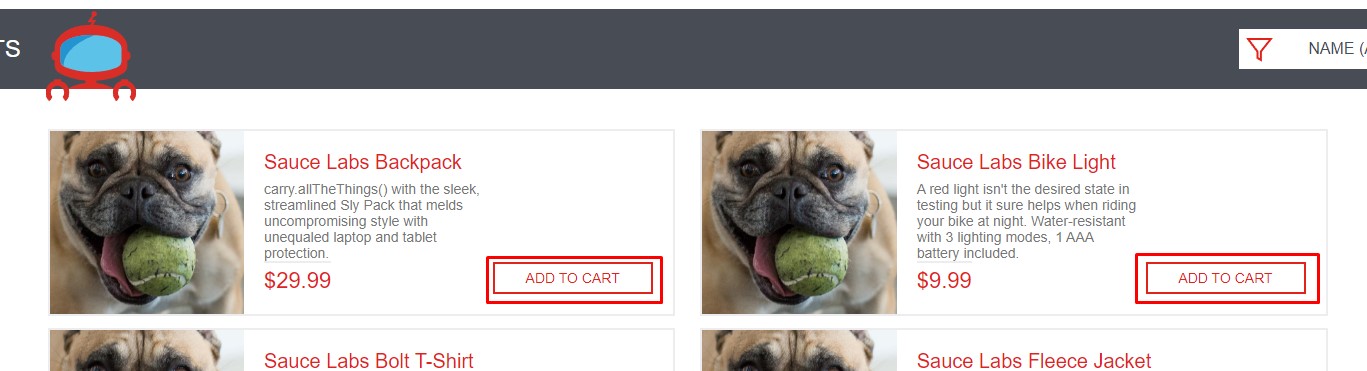 TS
NAME (A
Sauce Labs Backpack
carry.allTheThings() with the sleek,
streamlined Sly Pack that melds
uncompromising style with
unequaled laptop and tablet
protection.
$29.99
ADD TO CART
Sauce Labs Bike Light
A red light isn't the desired state in
testing but it sure helps when riding
your bike at night. Water-resistant
with 3 lighting modes, 1 AAA
battery included.
$9.99
ADD TO CART
Sauce Labs Bolt T-Shirt
Sauce Labs Fleece Jacket